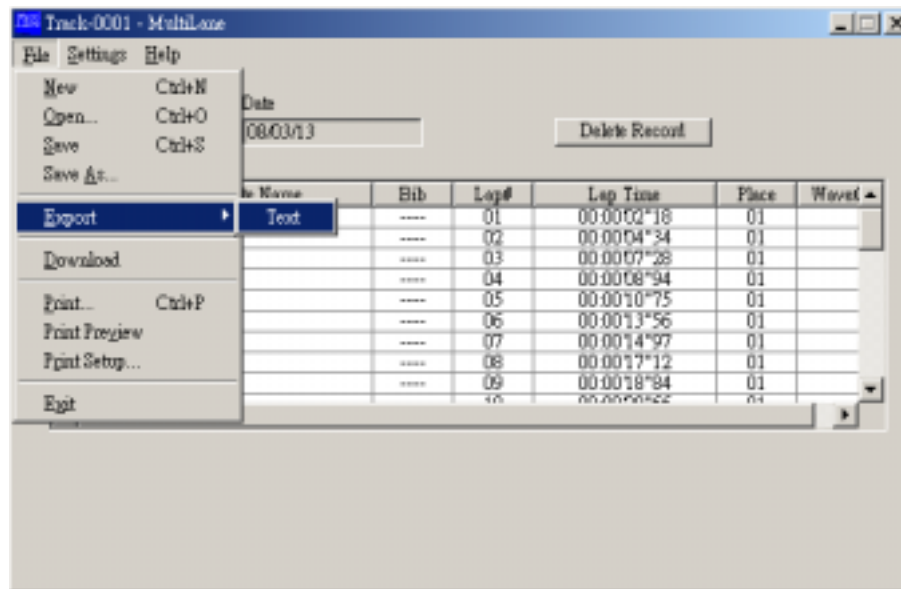 Track-0001 - MultiLane
File Settings Help
New Ctrl+N
Open... Ctrl+O
Save Ctrl+S
Save As...
Export
Text
Download
Print... Ctrl+P
Print Preview
Print Setup...
Exit
Date
08/03/13
Delete Record
Name Bib Lap# Lap Time Place
---- 01 00:00'02"18 01
---- 02 00:00'04"34 01
---- 03 00:00'07"28 01
---- 04 00:00'08"94 01
---- 05 00:00'10"75 01
---- 06 00:00'13"56 01
---- 07 00:00'14"97 01
---- 08 00:00'17"12 01
---- 09 00:00'18"84 01